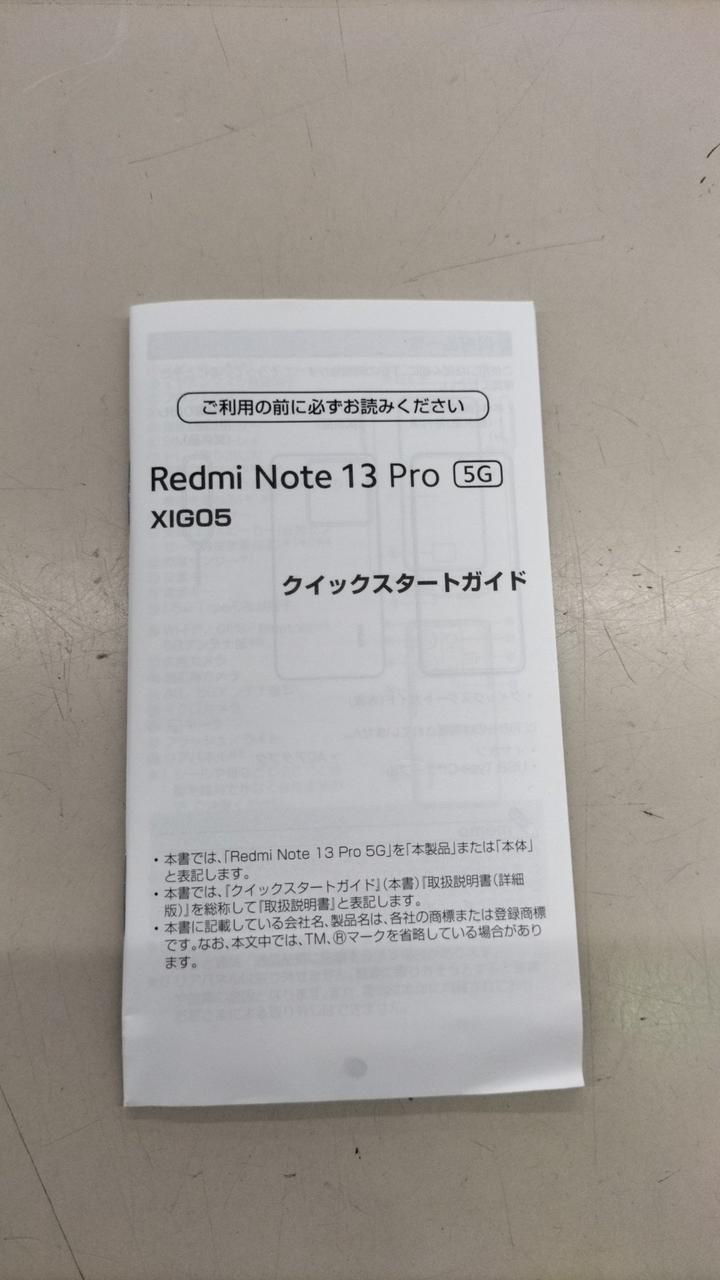 ご利用の前に必ずお読みください
Redmi Note 13 Pro 5G
XIG05
クイックスタートガイド
・本書では、「Redmi Note 13 Pro 5G」を「本製品」または「本体」
と表記します。
・本書では、『クイックスタートガイド』(本書)『取扱説明書(詳細
版)』を総称して『取扱説明書』と表記します。
・本書に記載している会社名、製品名は、各社の商標または登録商標
です。なお、本文中では、TM、®マークを省略している場合があり
ます。